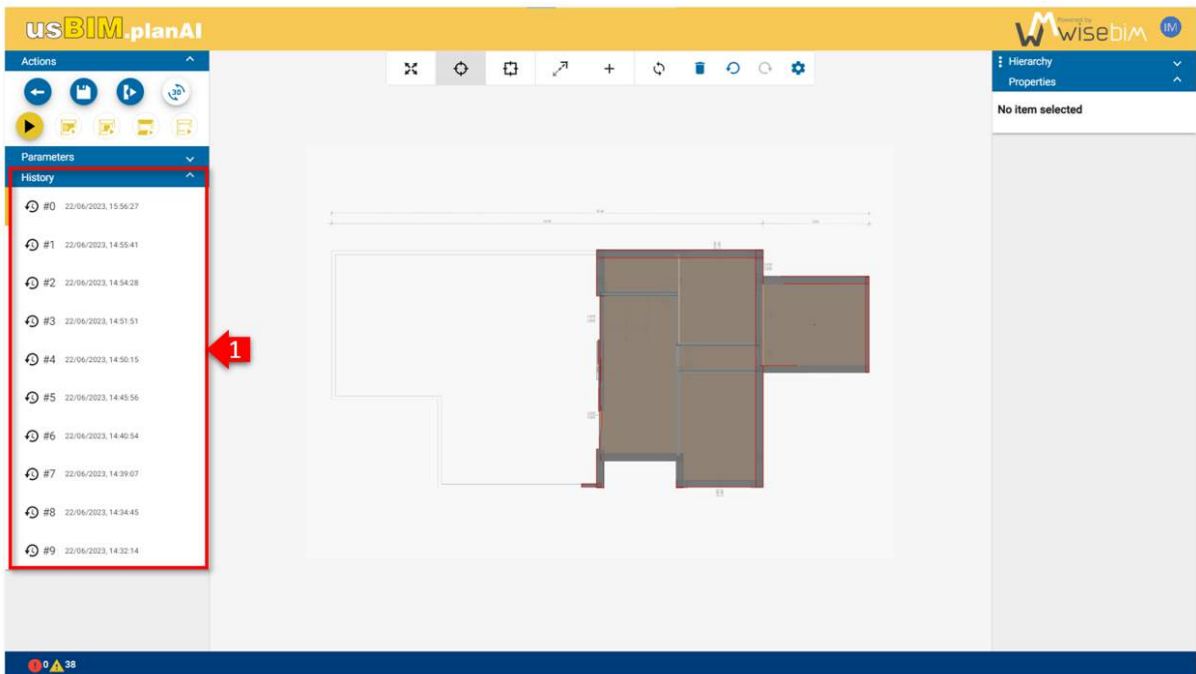 usBIM.planAI
Powered by
wisebim
IM
Actions
3D
Parameters
History
#0 22/06/2023, 15:56:27
#1 22/06/2023, 14:55:41
#2 22/06/2023, 14:54:28
#3 22/06/2023, 14:51:51
#4 22/06/2023, 14:50:15
#5 22/06/2023, 14:45:56
#6 22/06/2023, 14:40:54
#7 22/06/2023, 14:39:07
#8 22/06/2023, 14:34:45
#9 22/06/2023, 14:32:14
1
Hierarchy
Properties
No item selected
0 38